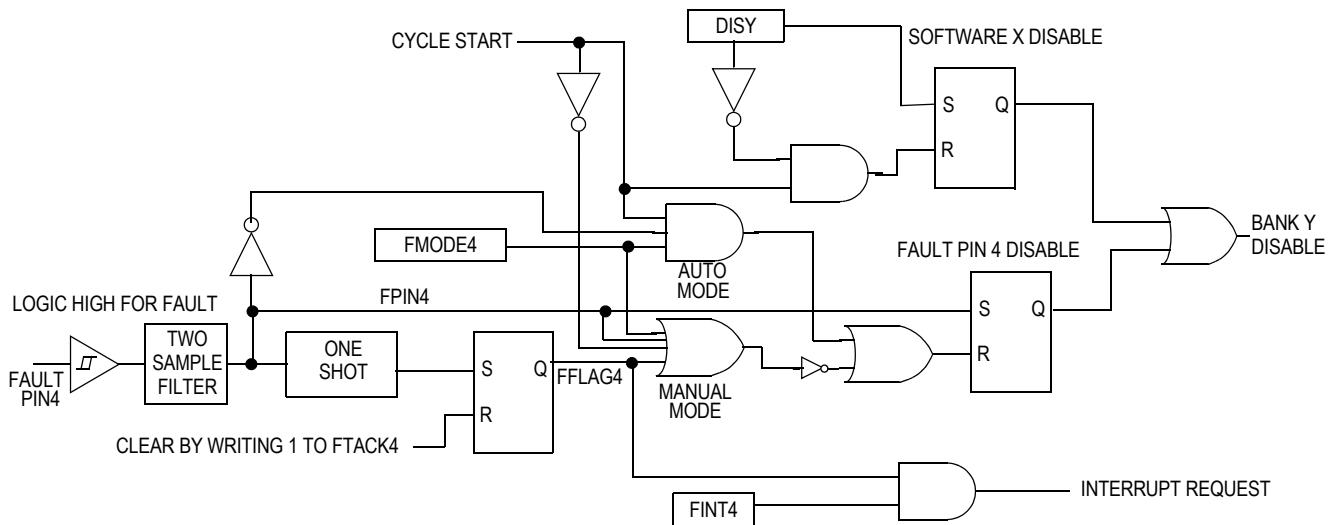 DISY
CYCLE START
SOFTWARE X DISABLE
S
Q
R
BANK Y
DISABLE
FMODE4
AUTO
MODE
FAULT PIN 4 DISABLE
LOGIC HIGH FOR FAULT
FPIN4
S
Q
R
FAULT
PIN4
TWO
SAMPLE
FILTER
ONE
SHOT
S
Q
R
FFLAG4
MANUAL
MODE
CLEAR BY WRITING 1 TO FTACK4
FINT4
INTERRUPT REQUEST